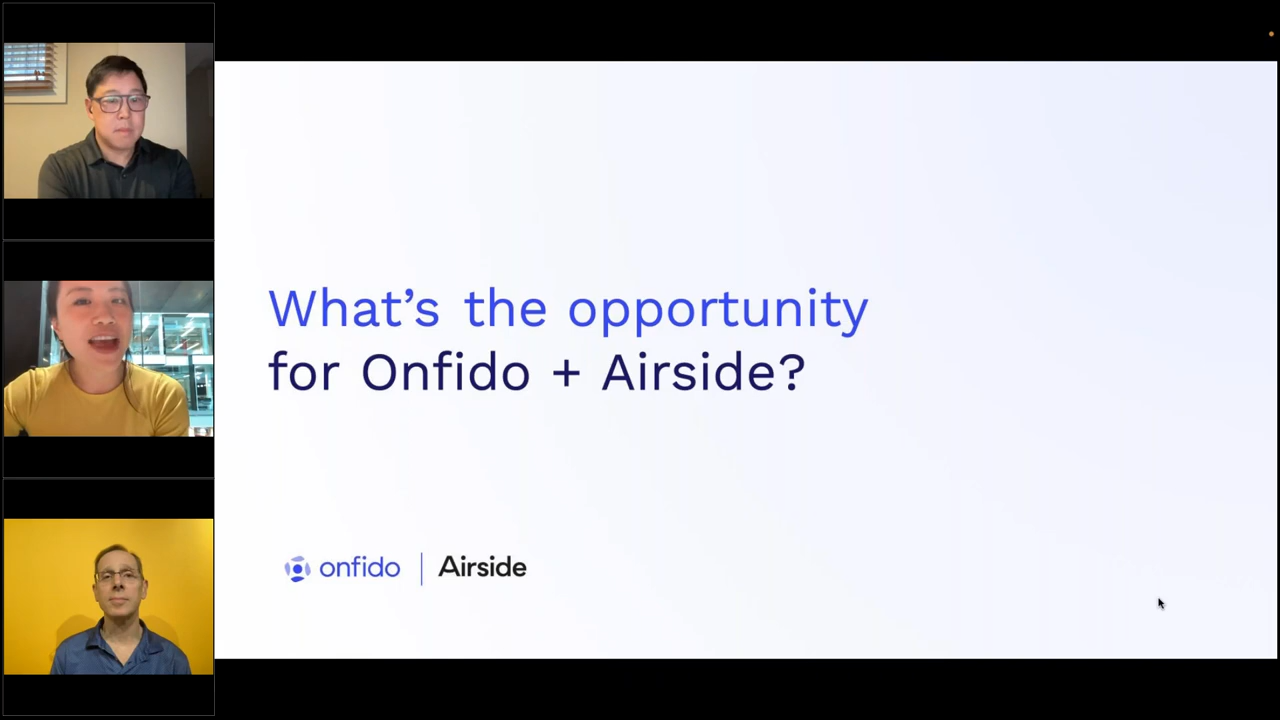 What’s the opportunity
for Onfido + Airside?
onfido | Airside